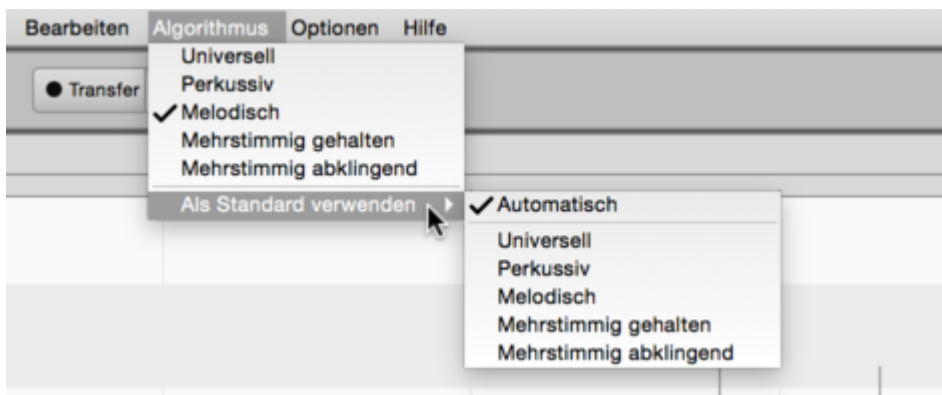 Bearbeiten Algorithmus Optionen Hilfe
Universell
Perkussiv
Transfer
Melodisch
Mehrstimmig gehalten
Mehrstimmig abklingend
Als Standard verwenden
Automatisch
Universell
Perkussiv
Melodisch
Mehrstimmig gehalten
Mehrstimmig abklingend